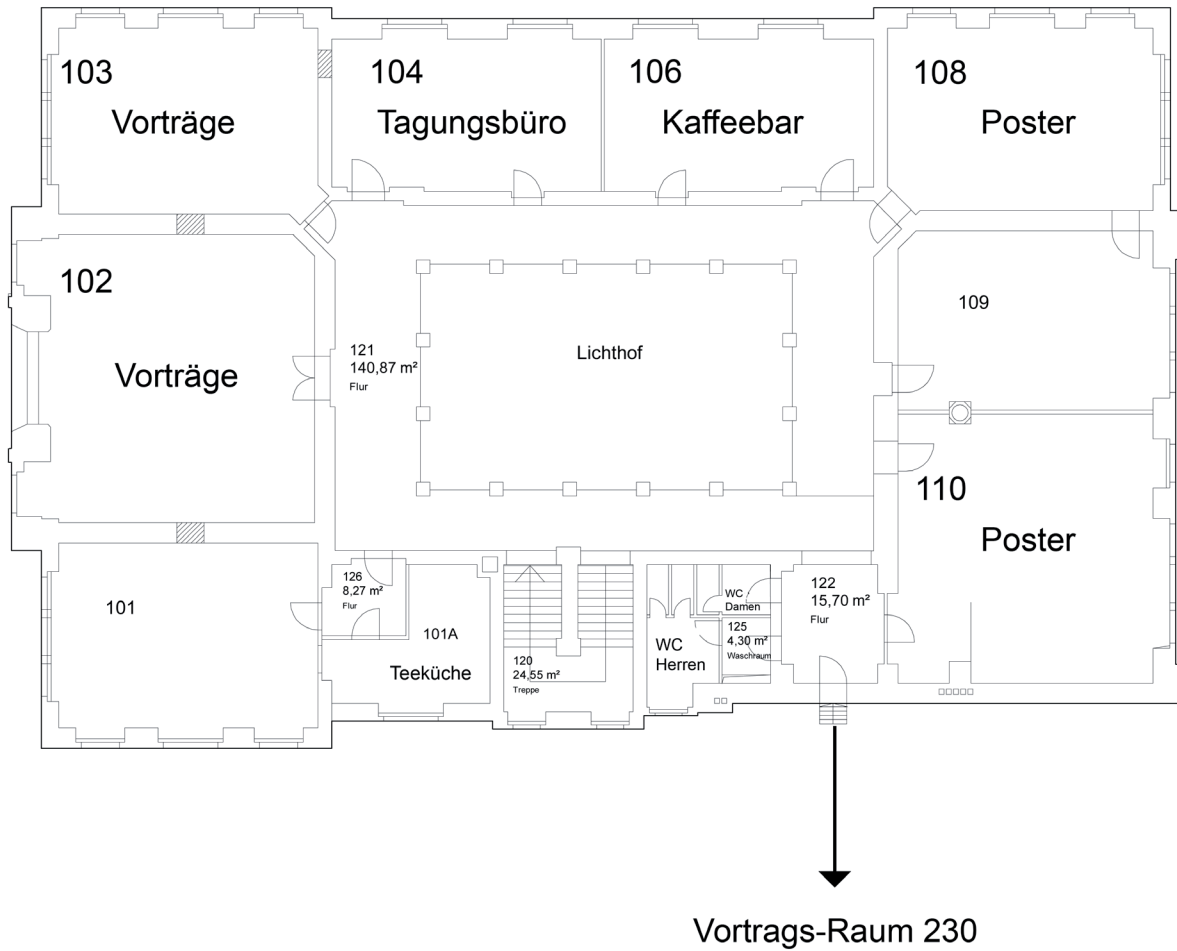 103
Vorträge
104
Tagungsbüro
106
Kaffeebar
108
Poster
102
Vorträge
121
140,87 m²
Flur
Lichthof
109
110
Poster
101
126
8,27 m²
Flur
101A
Teeküche
120
24,55 m²
Treppe
WC
Herren
WC
Damen
125
4,30 m²
Waschraum
122
15,70 m²
Flur
Vortrags-Raum 230